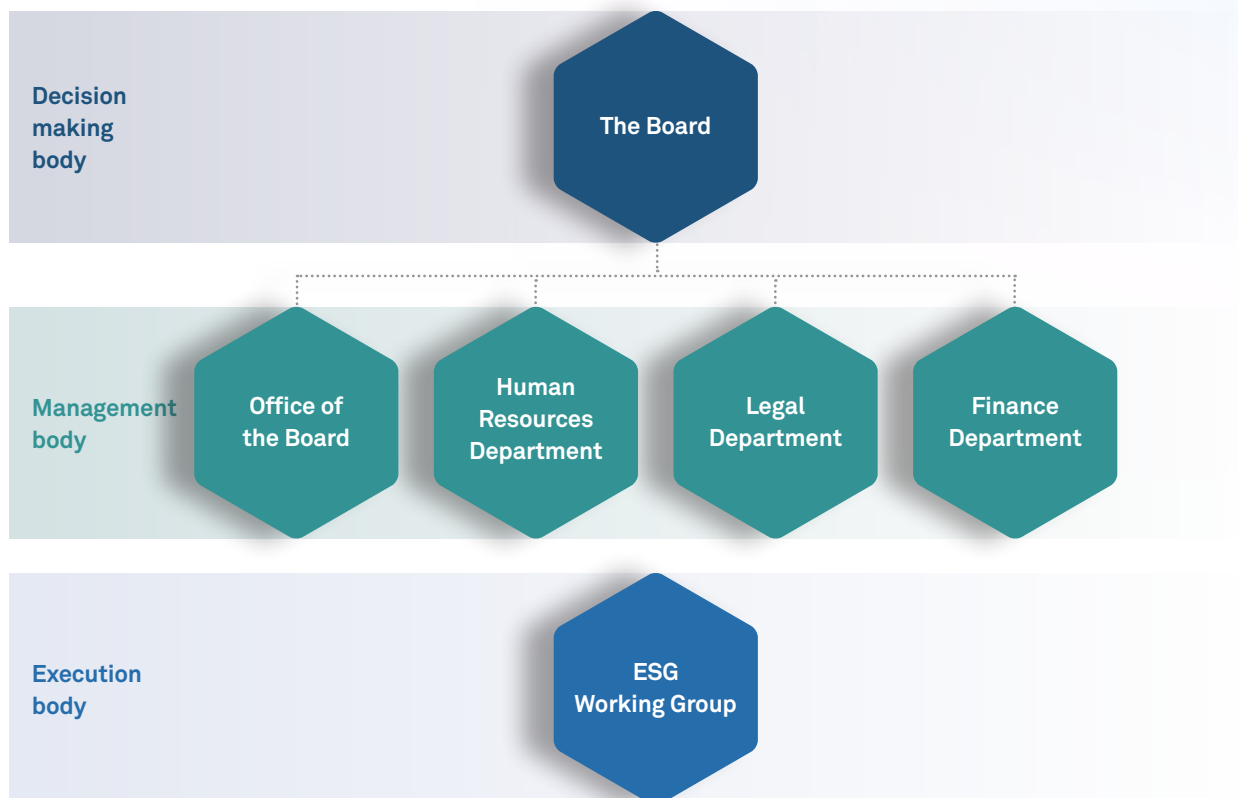 Decision
making
body
The Board
Management
body
Office of
the Board
Human
Resources
Department
Legal
Department
Finance
Department
Execution
body
ESG
Working Group